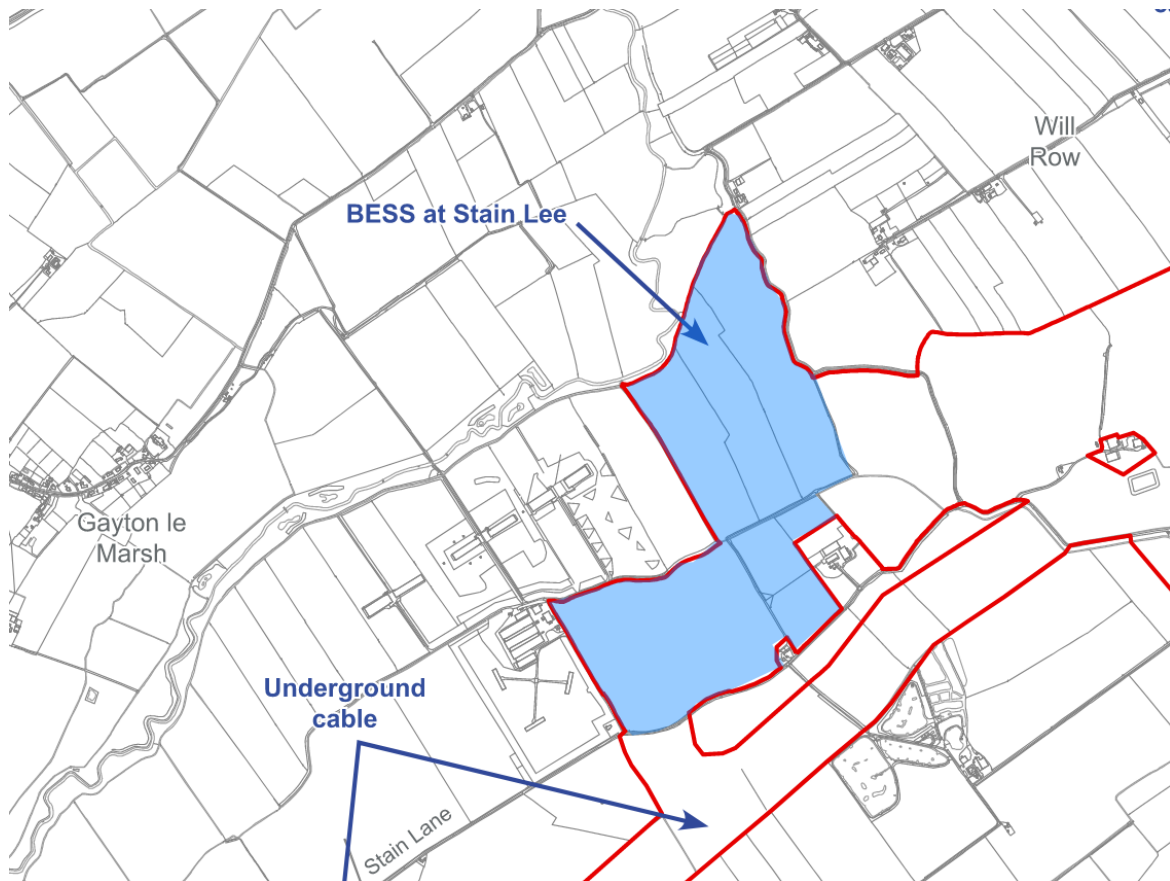 Will
Row
BESS at Stain Lee
Gayton le
Marsh
Underground
cable
Stain Lane